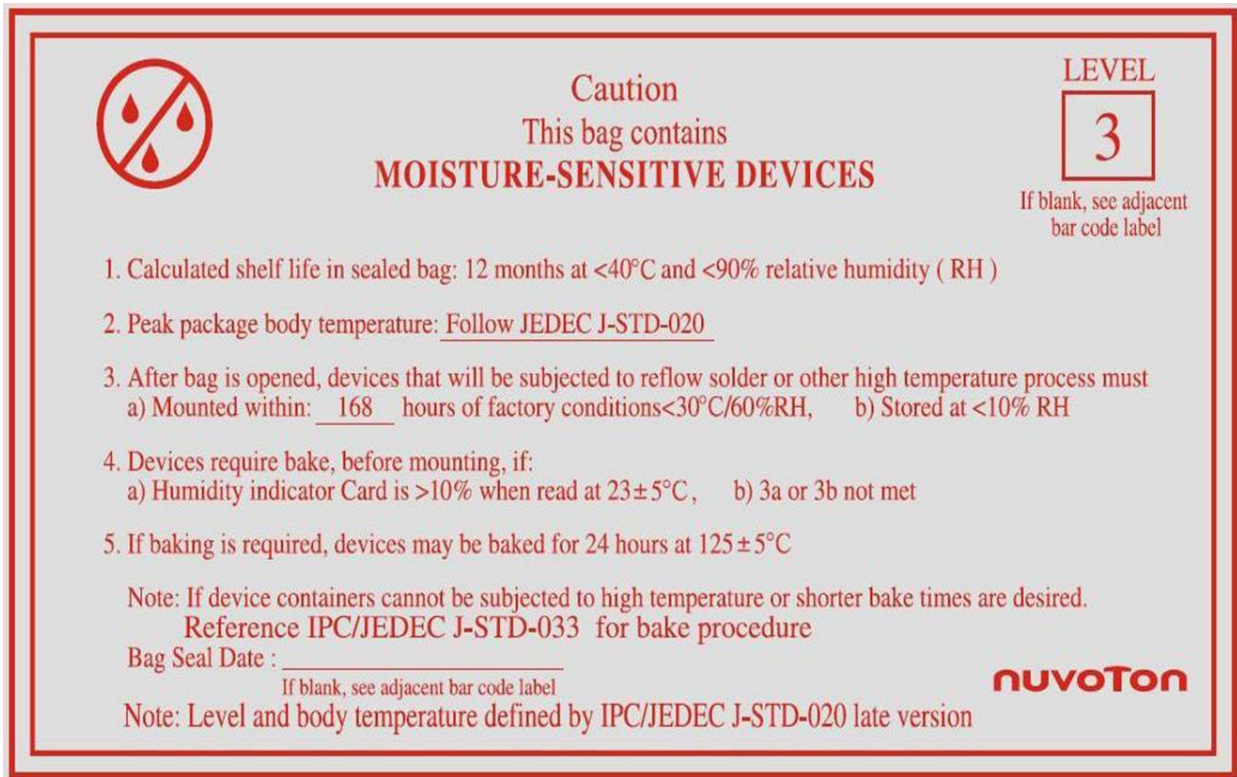 Caution
This bag contains
MOISTURE-SENSITIVE DEVICES
LEVEL
3
If blank, see adjacent
bar code label
1. Calculated shelf life in sealed bag: 12 months at <40°C and <90% relative humidity ( RH )
2. Peak package body temperature: Follow JEDEC J-STD-020
3. After bag is opened, devices that will be subjected to reflow solder or other high temperature process must
a) Mounted within: 168 hours of factory conditions<30°C/60%RH, b) Stored at <10% RH
4. Devices require bake, before mounting, if:
a) Humidity indicator Card is >10% when read at 23±5°C, b) 3a or 3b not met
5. If baking is required, devices may be baked for 24 hours at 125±5°C
Note: If device containers cannot be subjected to high temperature or shorter bake times are desired.
Reference IPC/JEDEC J-STD-033 for bake procedure
Bag Seal Date :
If blank, see adjacent bar code label
nuvoTon
Note: Level and body temperature defined by IPC/JEDEC J-STD-020 late version